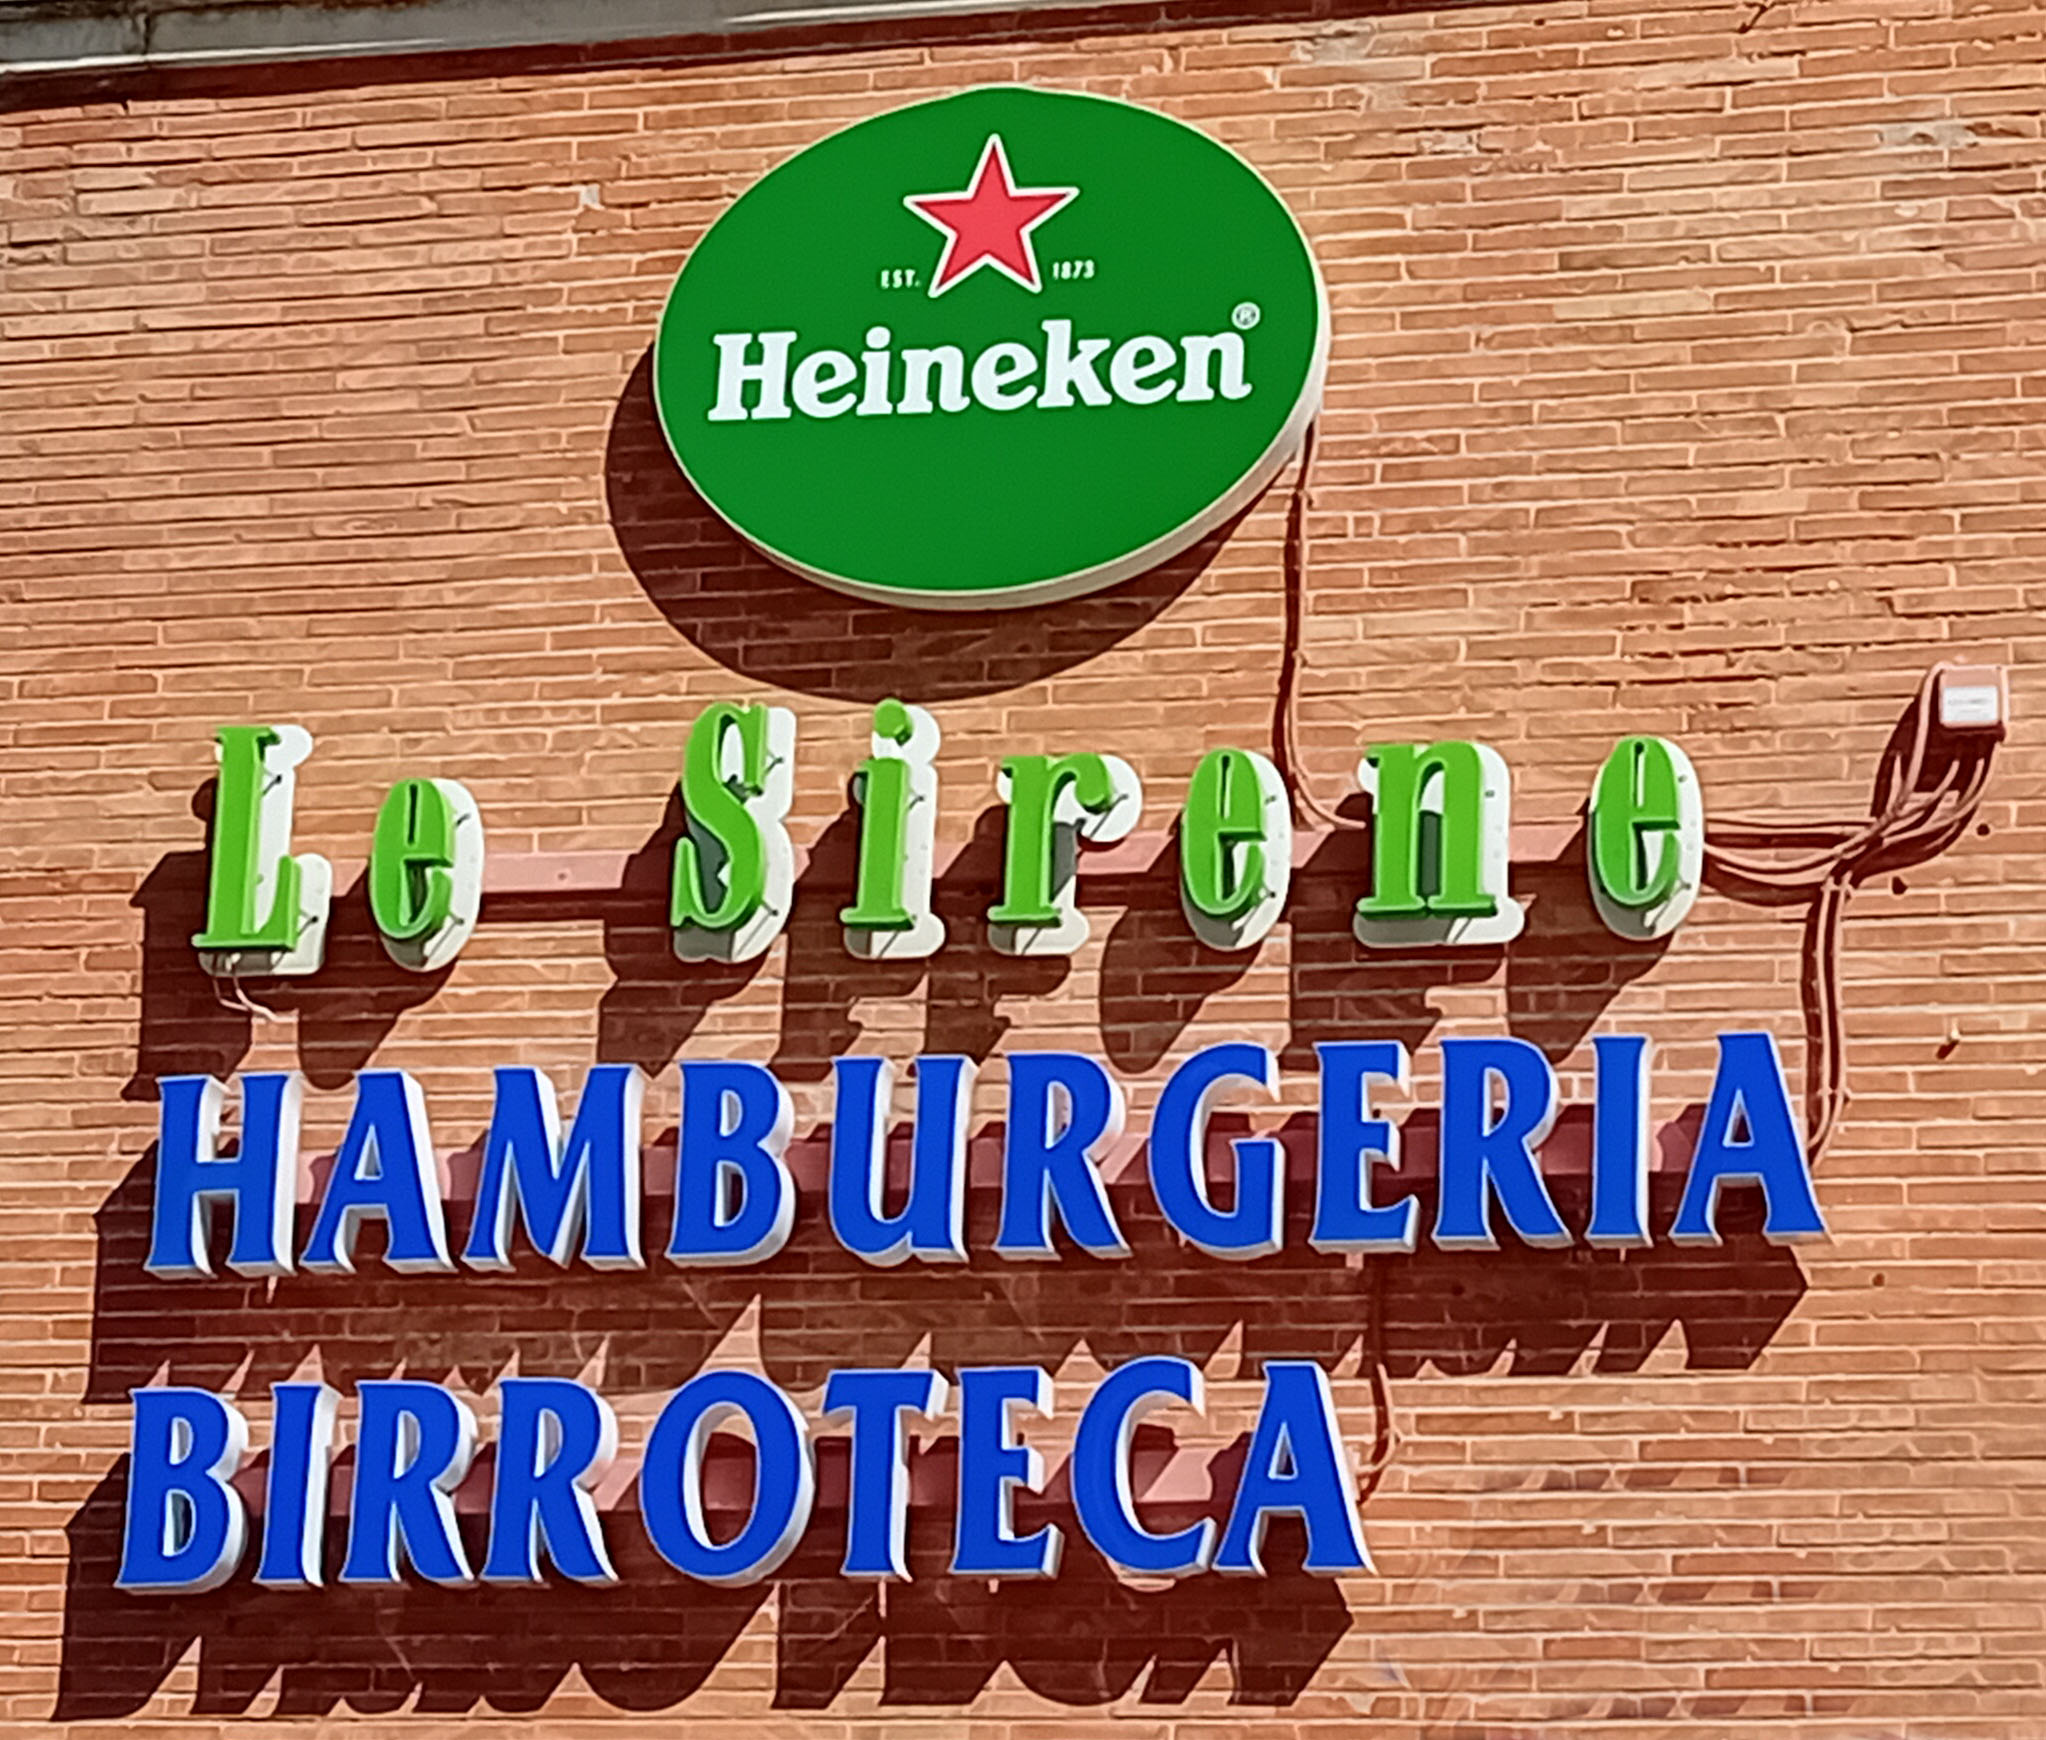 EST. 1873
Heineken®
Le Sirene
HAMBURGERIA
BIRROTECA